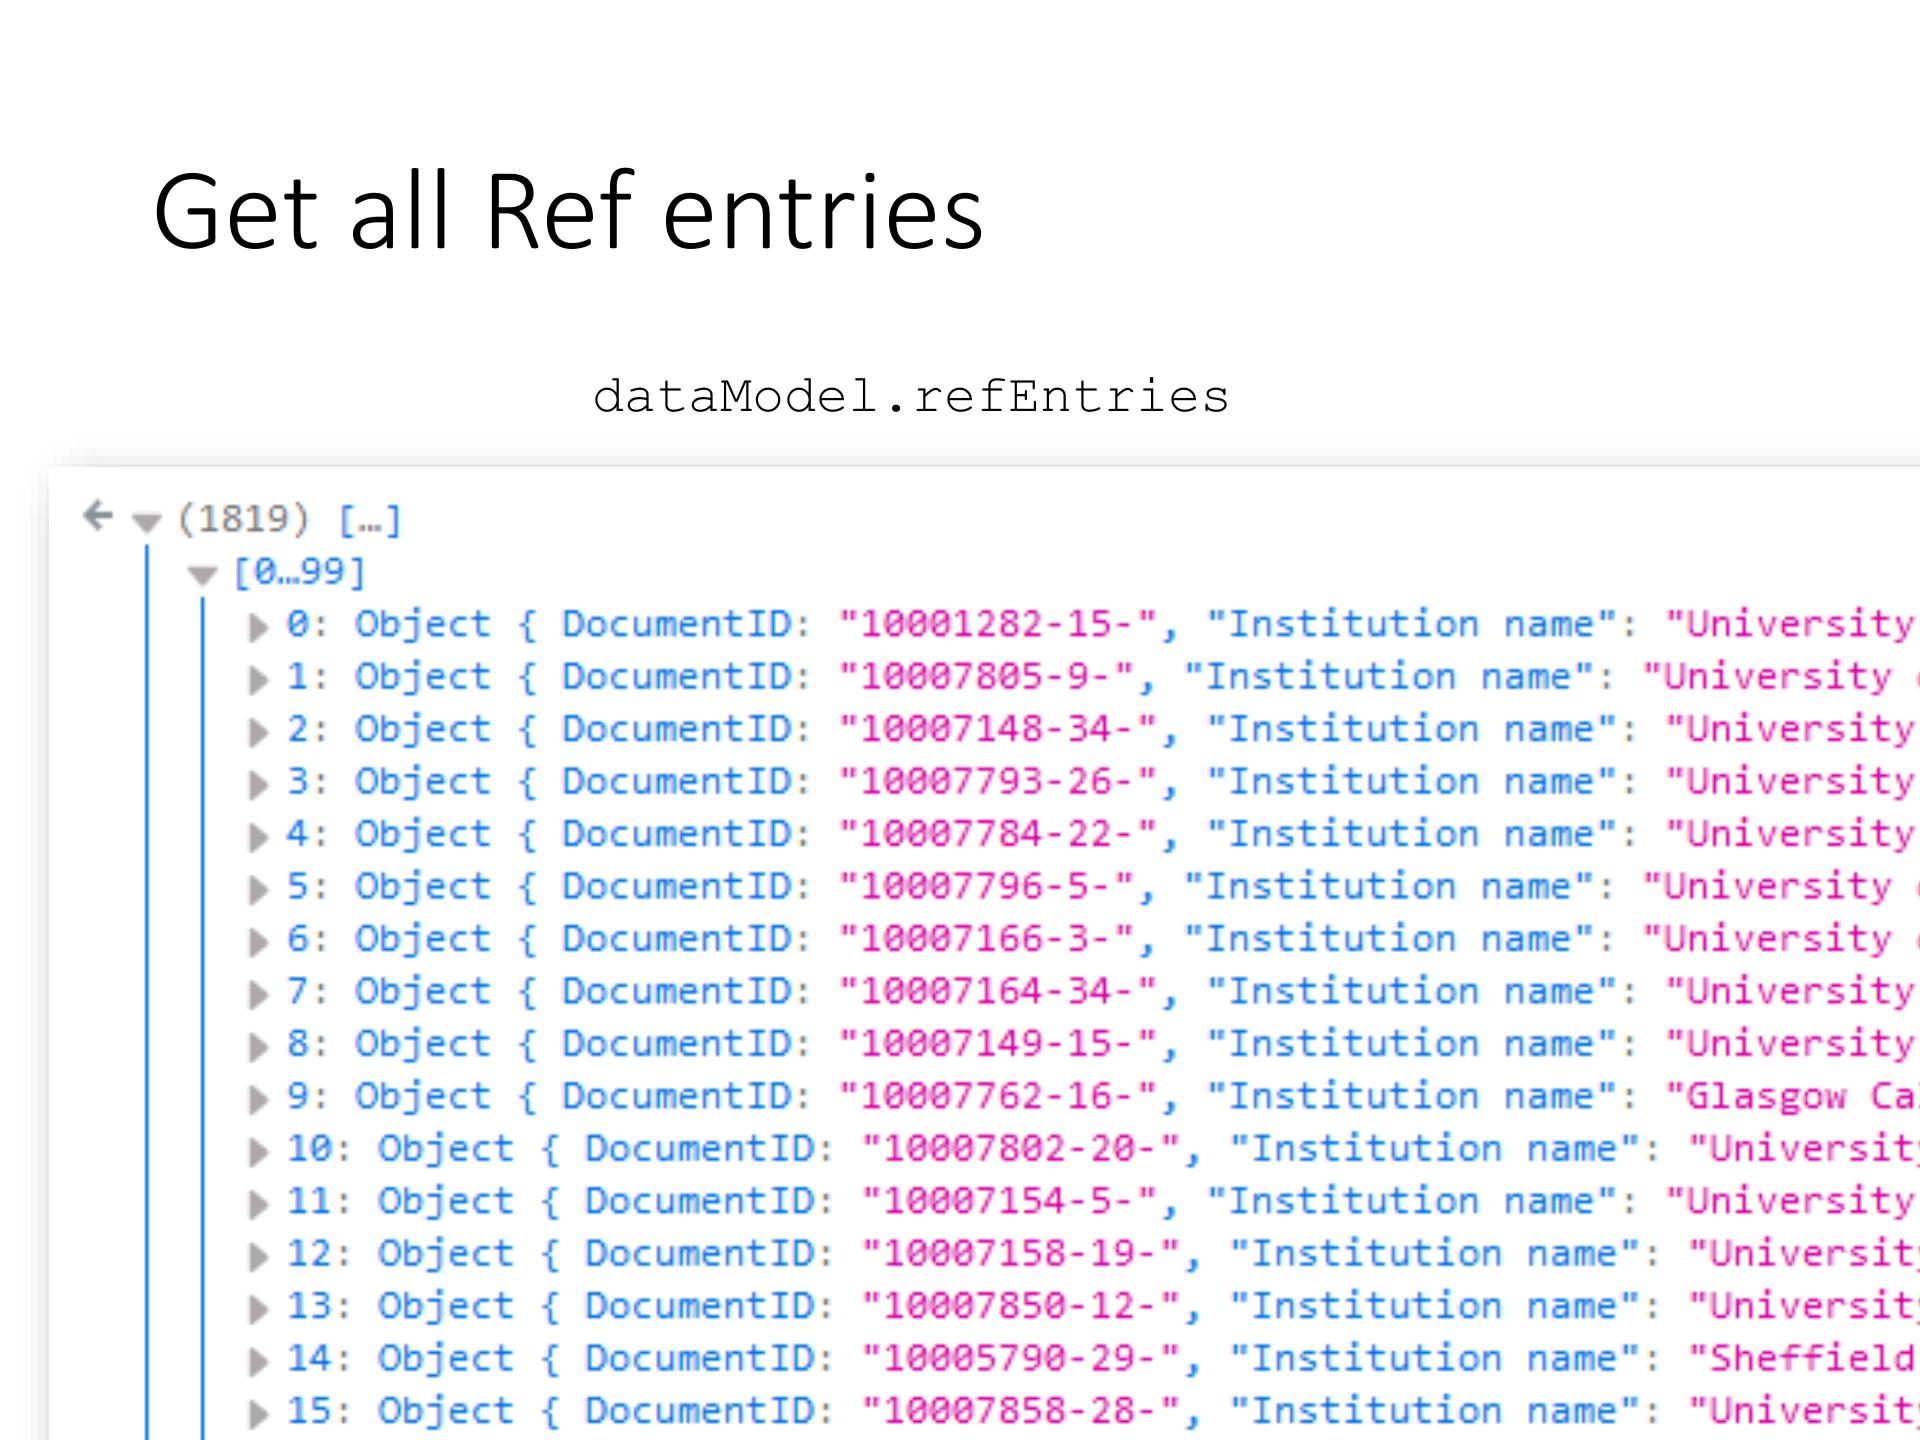 Get all Ref entries
dataModel.refEntries
(1819) […]
[0…99]
0: Object { DocumentID: "10001282-15-", "Institution name": "University
1: Object { DocumentID: "10007805-9-", "Institution name": "University
2: Object { DocumentID: "10007148-34-", "Institution name": "University
3: Object { DocumentID: "10007793-26-", "Institution name": "University
4: Object { DocumentID: "10007784-22-", "Institution name": "University
5: Object { DocumentID: "10007796-5-", "Institution name": "University
6: Object { DocumentID: "10007166-3-", "Institution name": "University
7: Object { DocumentID: "10007164-34-", "Institution name": "University
8: Object { DocumentID: "10007149-15-", "Institution name": "University
9: Object { DocumentID: "10007762-16-", "Institution name": "Glasgow
10: Object { DocumentID: "10007802-20-", "Institution name": "University
11: Object { DocumentID: "10007154-5-", "Institution name": "University
12: Object { DocumentID: "10007158-19-", "Institution name": "University
13: Object { DocumentID: "10007850-12-", "Institution name": "University
14: Object { DocumentID: "10005790-29-", "Institution name": "Sheffield
15: Object { DocumentID: "10007858-28-", "Institution name": "University